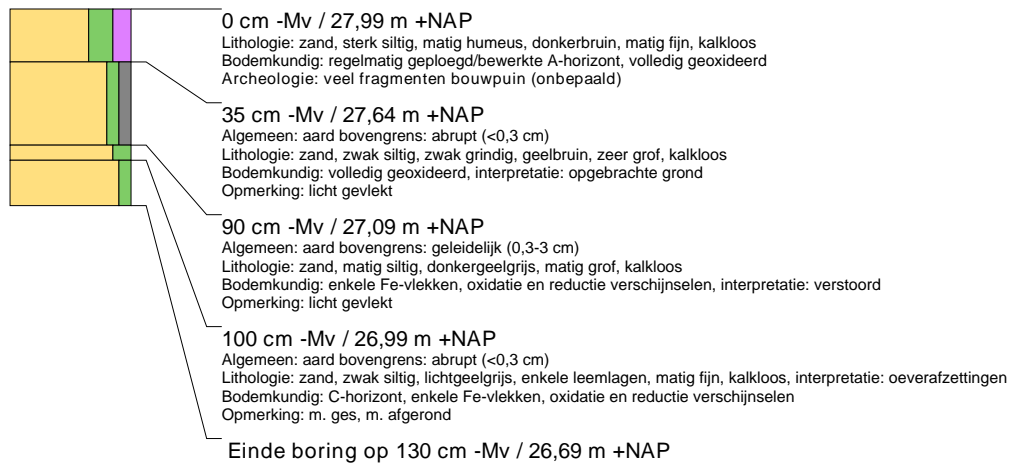 0 cm -Mv / 27,99 m +NAP
Lithologie: zand, sterk siltig, matig humeus, donkerbruin, matig fijn, kalkloos
Bodemkundig: regelmatig geploegd/bewerkte A-horizont, volledig geoxideerd
Archeologie: veel fragmenten bouwpuin (onbepaald)
35 cm -Mv / 27,64 m +NAP
Algemeen: aard bovengrens: abrupt (<0,3 cm)
Lithologie: zand, zwak siltig, zwak grindig, geelbruin, zeer grof, kalkloos
Bodemkundig: volledig geoxideerd, interpretatie: opgebrachte grond
Opmerking: licht gevlekt
90 cm -Mv / 27,09 m +NAP
Algemeen: aard bovengrens: geleidelijk (0,3-3 cm)
Lithologie: zand, matig siltig, donkergeelgrijs, matig grof, kalkloos
Bodemkundig: enkele Fe-vlekken, oxidatie en reductie verschijnselen, interpretatie: verstoord
Opmerking: licht gevlekt
100 cm -Mv / 26,99 m +NAP
Algemeen: aard bovengrens: abrupt (<0,3 cm)
Lithologie: zand, zwak siltig, lichtgeelgrijs, enkele leemlagen, matig fijn, kalkloos, interpretatie: oeverafzettingen
Bodemkundig: C-horizont, enkele Fe-vlekken, oxidatie en reductie verschijnselen
Opmerking: m. ges, m. afgerond
Einde boring op 130 cm -Mv / 26,69 m +NAP